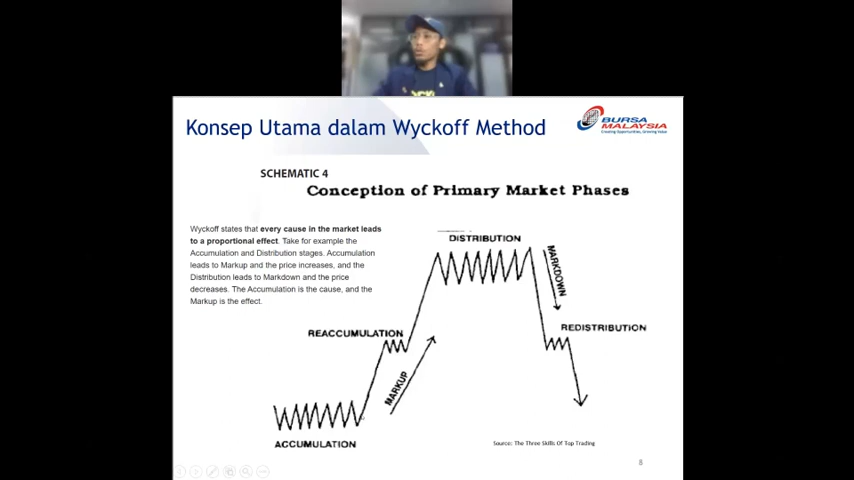 Konsep Utama dalam Wyckoff Method
BURSA
MALAYSIA
Creating Opportunities, Growing Value
SCHEMATIC 4
Conception of Primary Market Phases
Wyckoff states that every cause in the market leads
to a proportional effect. Take for example the
Accumulation and Distribution stages. Accumulation
leads to Markup and the price increases, and the
Distribution leads to Markdown and the price
decreases. The Accumulation is the cause, and the
Markup is the effect.
DISTRIBUTION
MARKDOWN
REDISTRIBUTION
REACCUMULATION
MARKUP
ACCUMULATION
Source: The Three Skills Of Top Trading
8